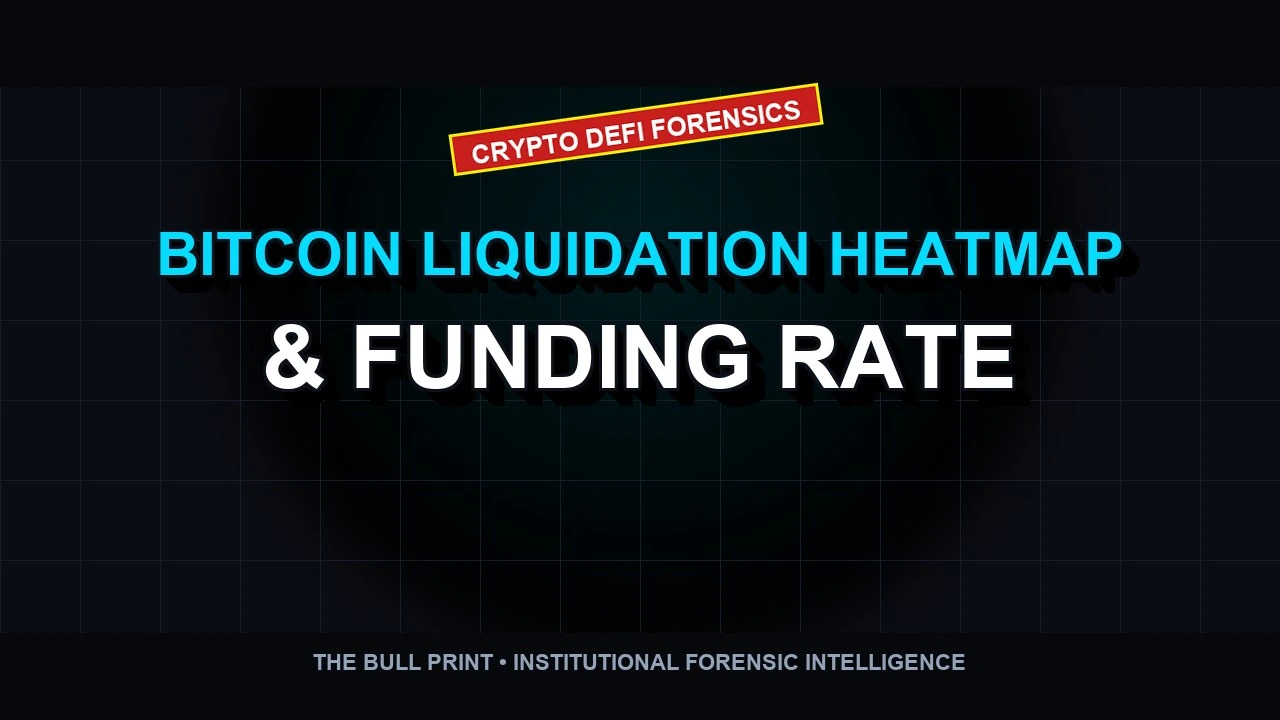 CRYPTO DEFI FORENSICS
BITCOIN LIQUIDATION HEATMAP
& FUNDING RATE
THE BULL PRINT • INSTITUTIONAL FORENSIC INTELLIGENCE